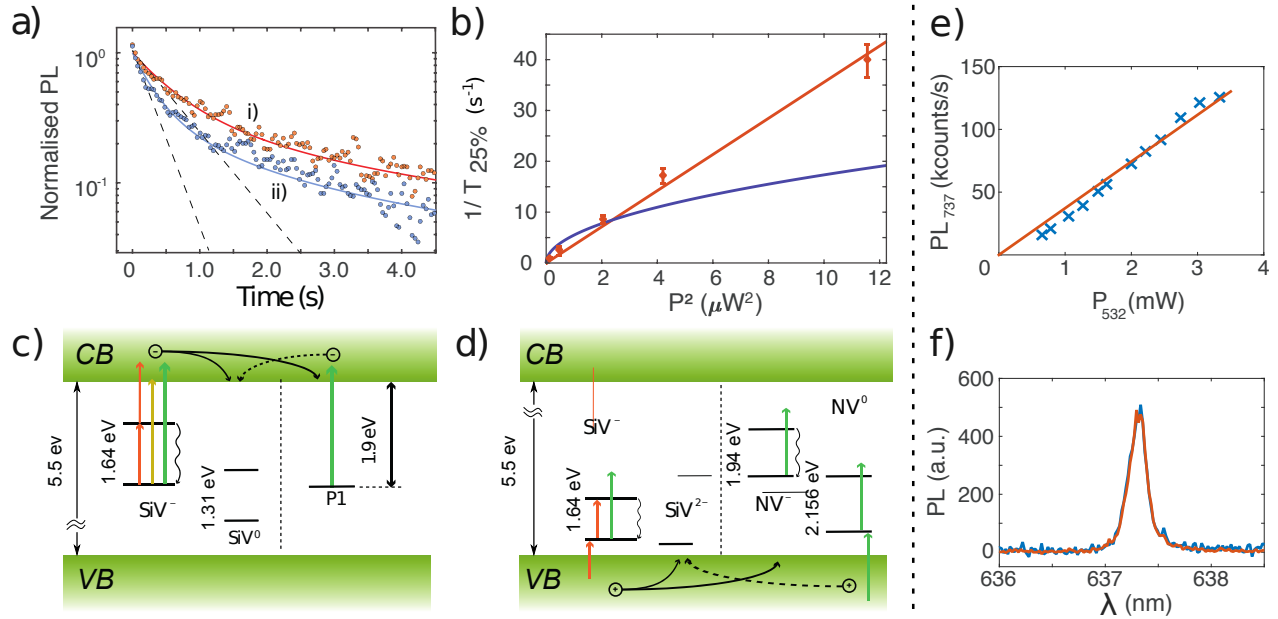 a)
Normalised PL
10⁰
10⁻¹
i)
ii)
0
1.0
2.0
3.0
4.0
Time (s)
b)
1/ T 25% (s⁻¹)
40
30
20
10
0
0
2
4
6
8
10
12
P² (μW²)
e)
PL737 (kcounts/s)
150
100
50
0
1
2
3
4
P532 (mW)
c)
CB
5.5 ev
1.64 eV
SiV⁻
1.31 eV
SiV⁰
P1
1.9 eV
VB
d)
CB
5.5 ev
SiV⁻
1.64 eV
SiV²⁻
1.94 eV
NV⁻
NV⁰
2.156 eV
VB
f)
PL (a.u.)
600
400
200
0
636
637
638
λ (nm)